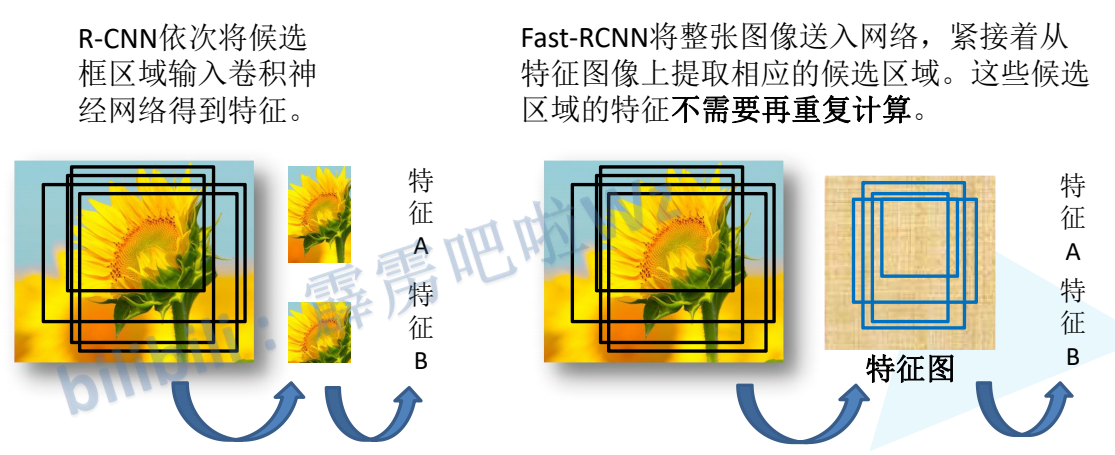 R-CNN依次将候选
框区域输入卷积神
经网络得到特征。
Fast-RCNN将整张图像送入网络，紧接着从
特征图像上提取相应的候选区域。这些候选
区域的特征不需要再重复计算。
特
征
A
特
征
B
特征图
特
征
A
特
征
B
bilibili：霹雳吧啦Wz